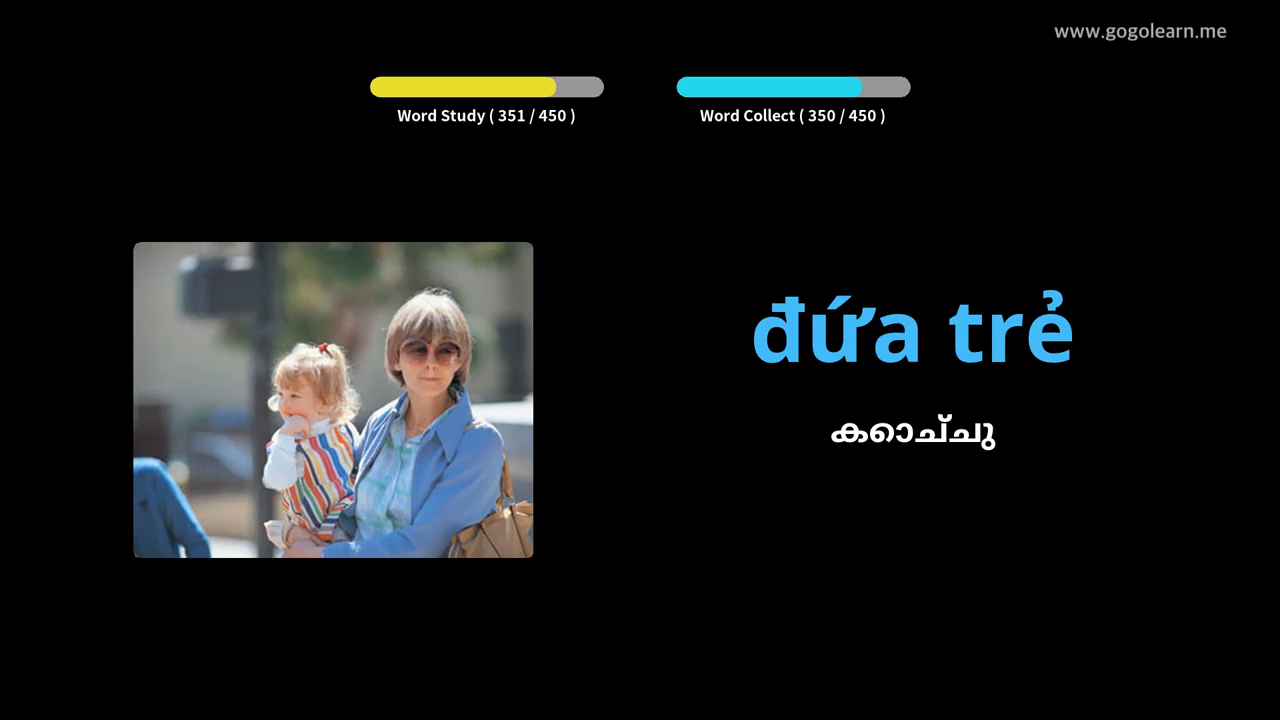 www.gogolearn.me
Word Study ( 351 / 450 )
Word Collect ( 350 / 450 )
đứa trẻ
കൊച്ചു